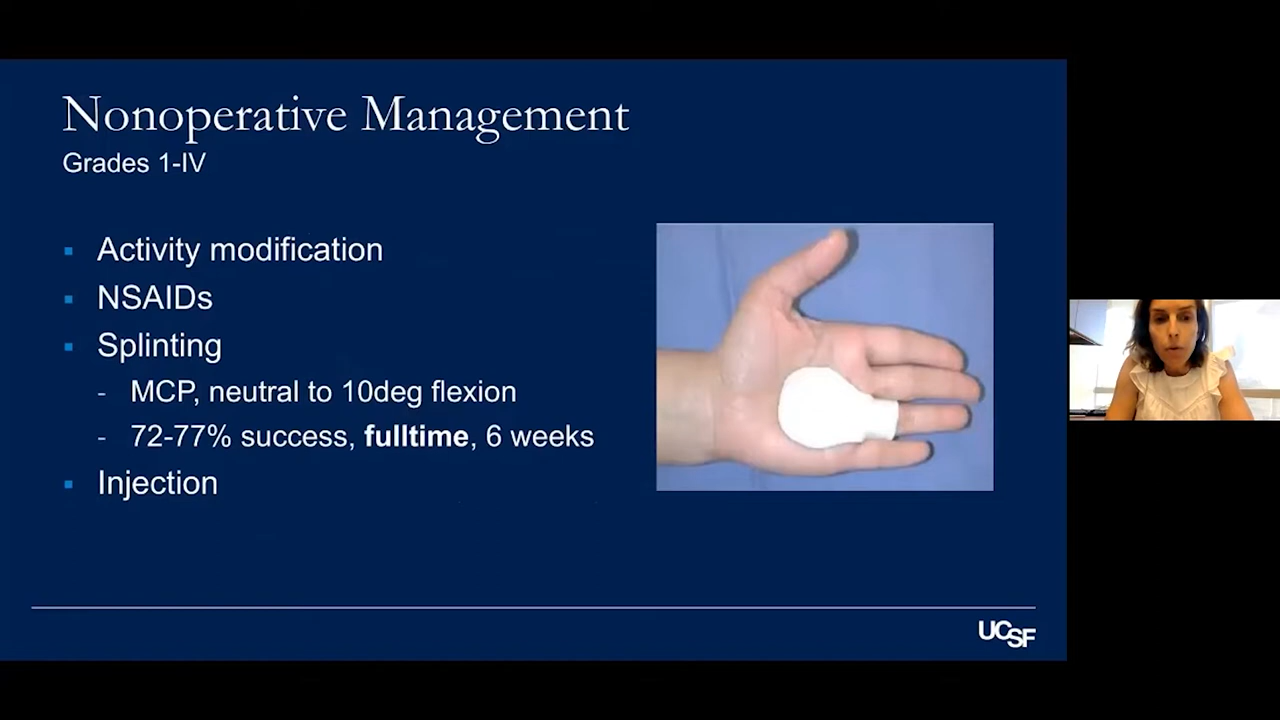 Nonoperative Management
Grades 1-IV
▪ Activity modification
▪ NSAIDs
▪ Splinting
- MCP, neutral to 10deg flexion
- 72-77% success, fulltime, 6 weeks
▪ Injection
UCSF